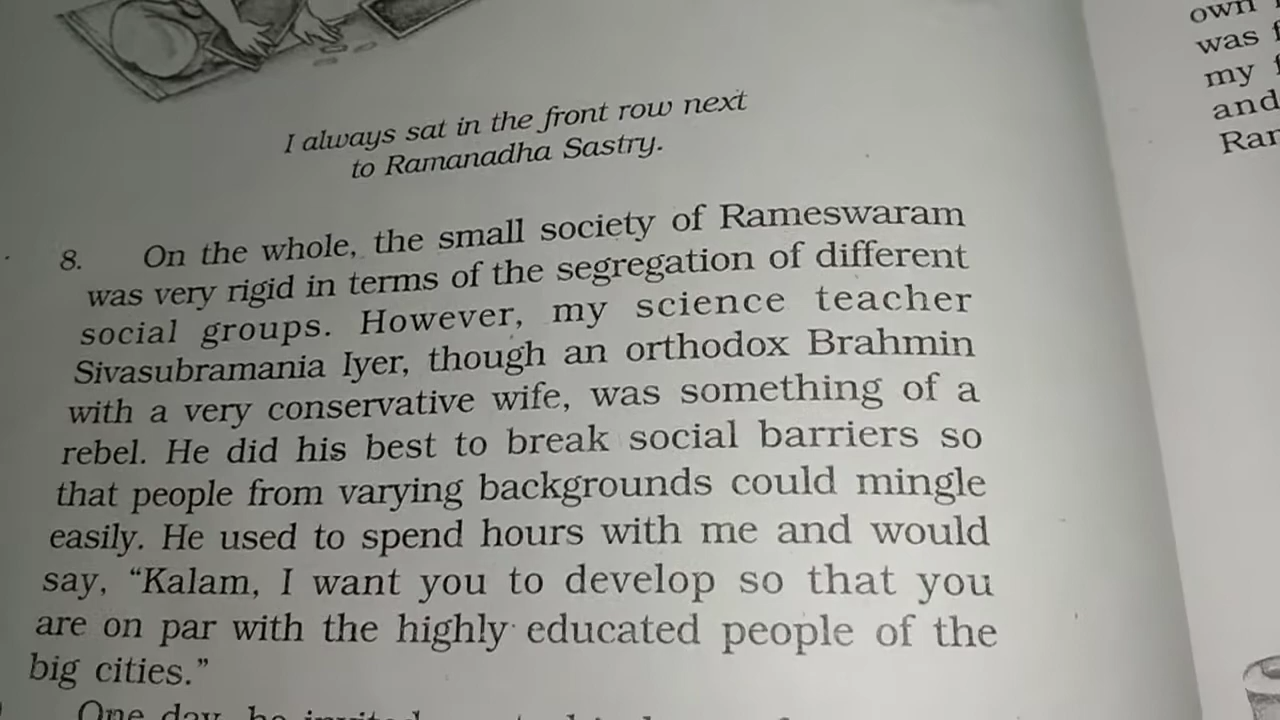 I always sat in the front row next
to Ramanadha Sastry.
8. On the whole, the small society of Rameswaram
was very rigid in terms of the segregation of different
social groups. However, my science teacher
Sivasubramania Iyer, though an orthodox Brahmin
with a very conservative wife, was something of a
rebel. He did his best to break social barriers so
that people from varying backgrounds could mingle
easily. He used to spend hours with me and would
say, “Kalam, I want you to develop so that you
are on par with the highly educated people of the
big cities.”
One day, he invited
own
was
my
and